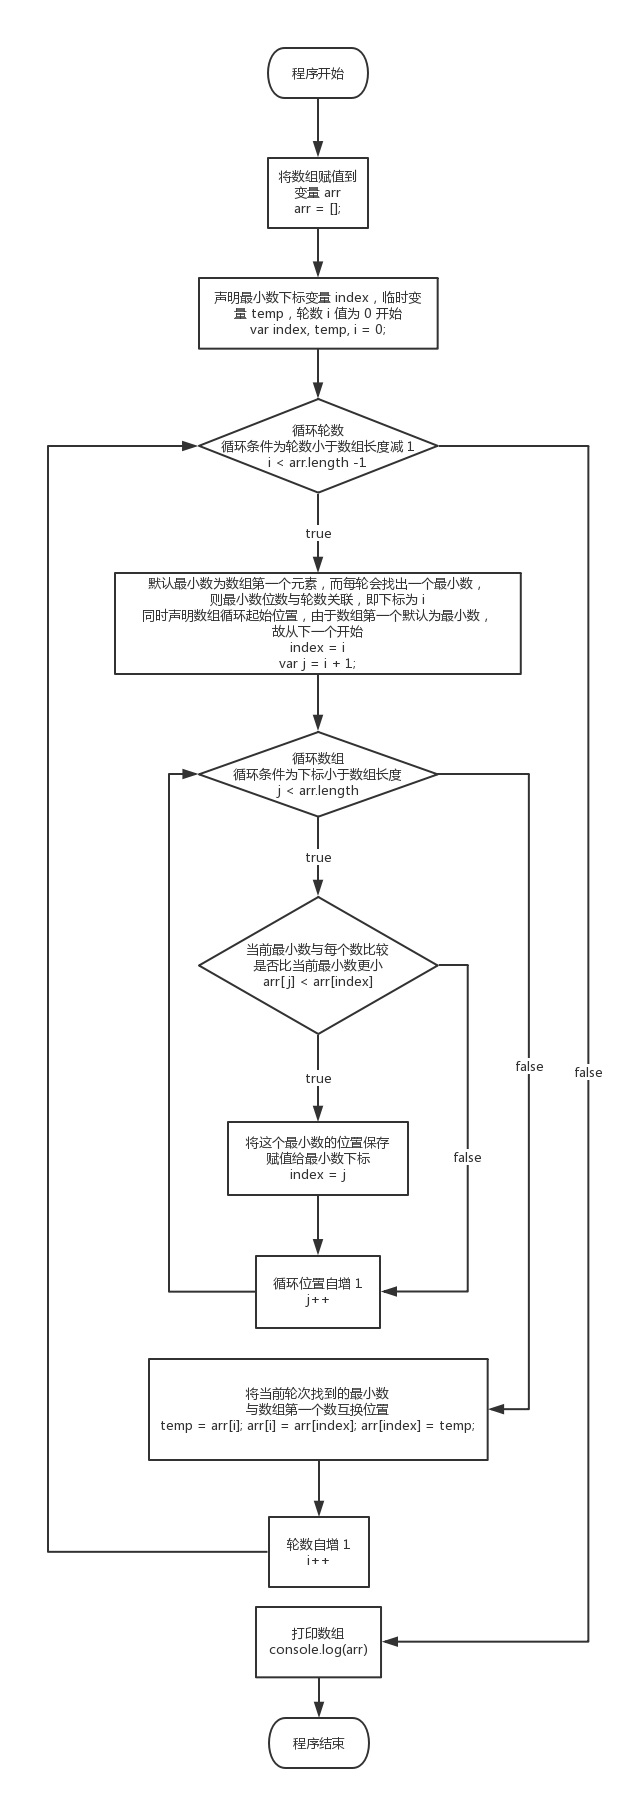 程序开始
将数组赋值到
变量 arr
arr = [];
声明最小数下标变量 index，临时变
量 temp，轮数 i 值为 0 开始
var index, temp, i = 0;
循环轮数
循环条件为轮数小于数组长度减 1
i < arr.length -1
true
默认最小数为数组第一个元素，而每轮会找出一个最小数，
则最小数位数与轮数关联，即下标为 i
同时声明数组循环起始位置，由于数组第一个默认为最小数，
故从下一个开始
index = i
var j = i + 1;
循环数组
循环条件为下标小于数组长度
j < arr.length
true
当前最小数与每个数比较
是否比当前最小数更小
arr[j] < arr[index]
true
false
false
将这个最小数的位置保存
赋值给最小数下标
index = j
false
循环位置自增 1
j++
将当前轮次找到的最小数
与数组第一个数互换位置
temp = arr[i]; arr[i] = arr[index]; arr[index] = temp;
轮数自增 1
i++
打印数组
console.log(arr)
程序结束